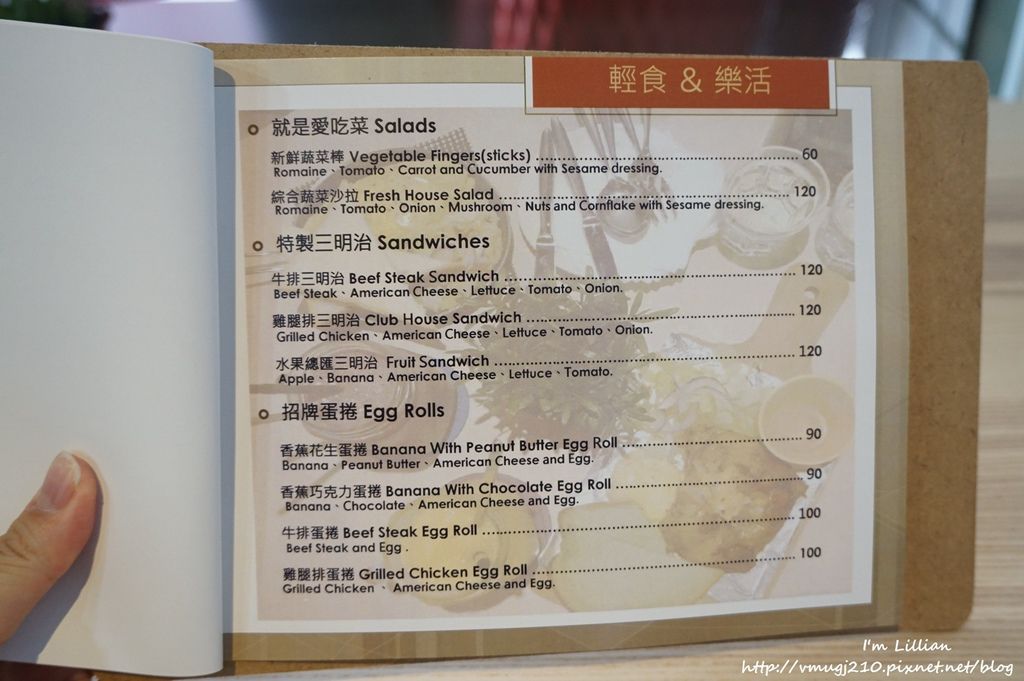 輕食 & 樂活
就是愛吃菜 Salads
新鮮蔬菜棒 Vegetable Fingers(sticks) ........ 60
Romaine、Tomato、Carrot and Cucumber with Sesame dressing.
綜合蔬菜沙拉 Fresh House Salad ........ 120
Romaine、Tomato、Onion、Mushroom、Nuts and Cornflake with Sesame dressing.
特製三明治 Sandwiches
牛排三明治 Beef Steak Sandwich ........ 120
Beef Steak、American Cheese、Lettuce、Tomato、Onion.
雞腿排三明治 Club House Sandwich ........ 120
Grilled Chicken、American Cheese、Lettuce、Tomato、Onion.
水果總匯三明治 Fruit Sandwich ........ 120
Apple、Banana、American Cheese、Lettuce、Tomato.
招牌蛋捲 Egg Rolls
香蕉花生蛋捲 Banana With Peanut Butter Egg Roll ........ 90
Banana、Peanut Butter、American Cheese and Egg.
香蕉巧克力蛋捲 Banana With Chocolate Egg Roll ........ 90
Banana、Chocolate、American Cheese and Egg.
牛排蛋捲 Beef Steak Egg Roll ........ 100
Beef Steak and Egg .
雞腿排蛋捲 Grilled Chicken Egg Roll ........ 100
Grilled Chicken 、 American Cheese and Egg.
I'm Lillian
http://vmugj210.pixnet.net/blog